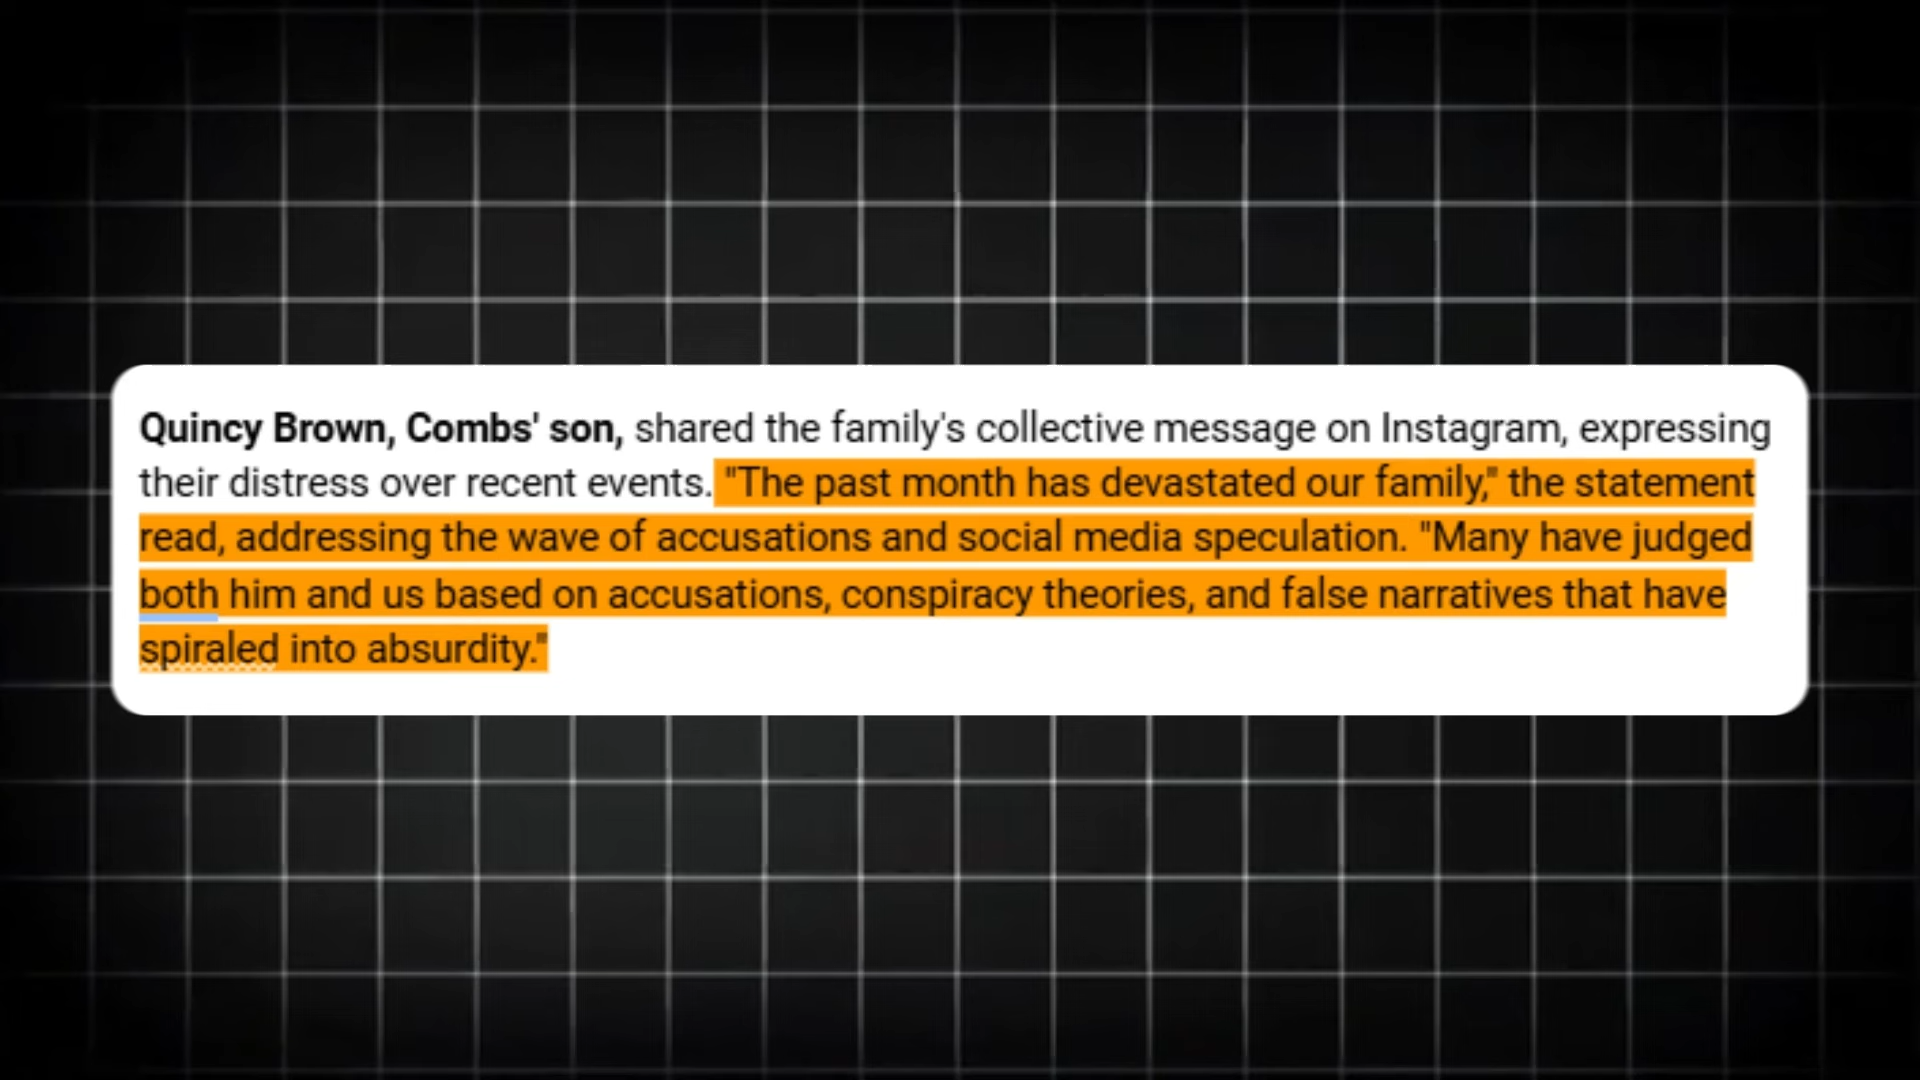 Quincy Brown, Combs' son, shared the family's collective message on Instagram, expressing
their distress over recent events. "The past month has devastated our family," the statement
read, addressing the wave of accusations and social media speculation. "Many have judged
both him and us based on accusations, conspiracy theories, and false narratives that have
spiraled into absurdity."